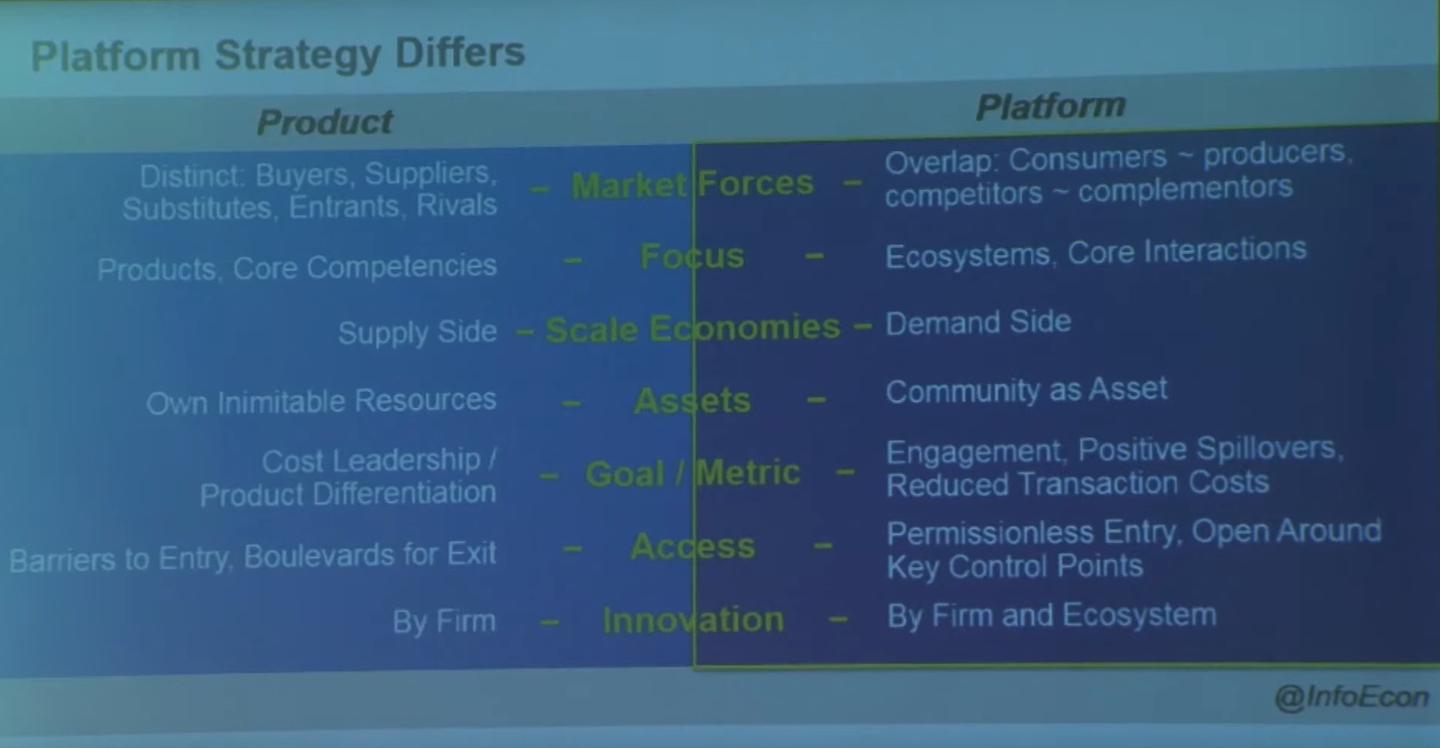 Platform Strategy Differs
Product
Platform
Distinct: Buyers, Suppliers,
Substitutes, Entrants, Rivals
– Market Forces –
Overlap: Consumers ~ producers,
competitors ~ complementors
Products, Core Competencies
– Focus –
Ecosystems, Core Interactions
Supply Side
– Scale Economies –
Demand Side
Own Inimitable Resources
– Assets –
Community as Asset
Cost Leadership /
Product Differentiation
– Goal / Metric –
Engagement, Positive Spillovers,
Reduced Transaction Costs
Barriers to Entry, Boulevards for Exit
– Access –
Permissionless Entry, Open Around
Key Control Points
By Firm
– Innovation –
By Firm and Ecosystem
@InfoEcon